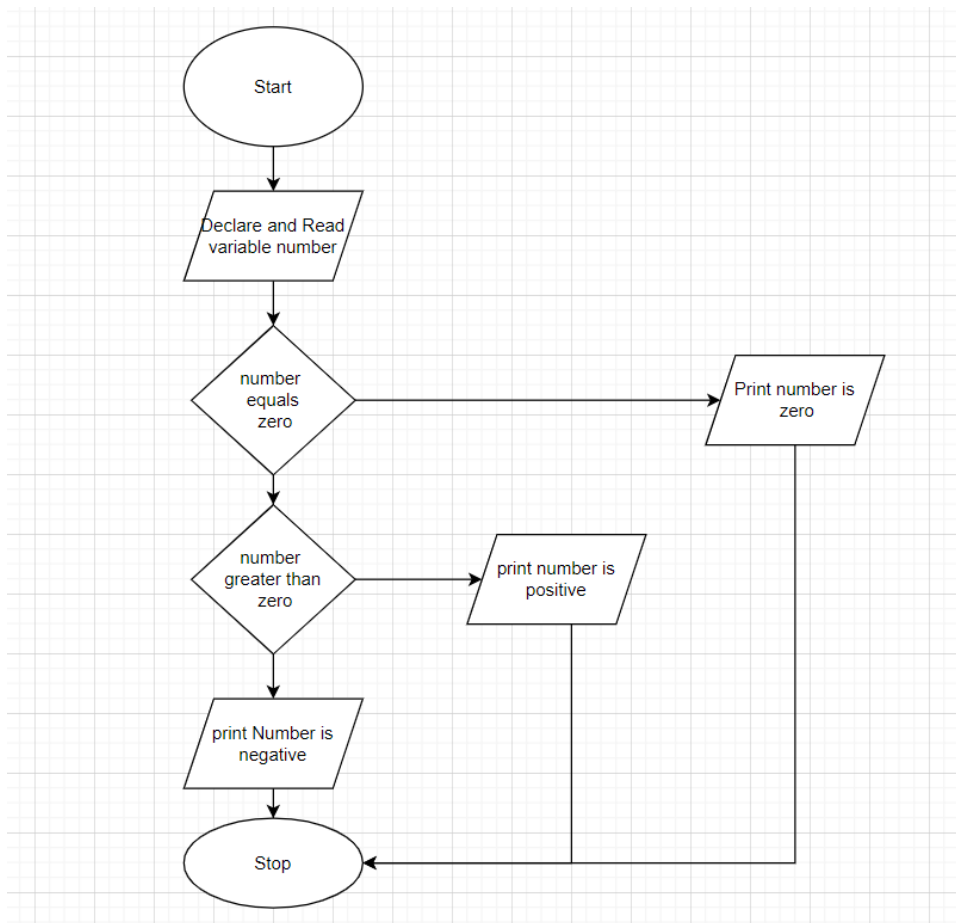 Start
Declare and Read
variable number
number
equals
zero
Print number is
zero
number
greater than
zero
print number is
positive
print Number is
negative
Stop